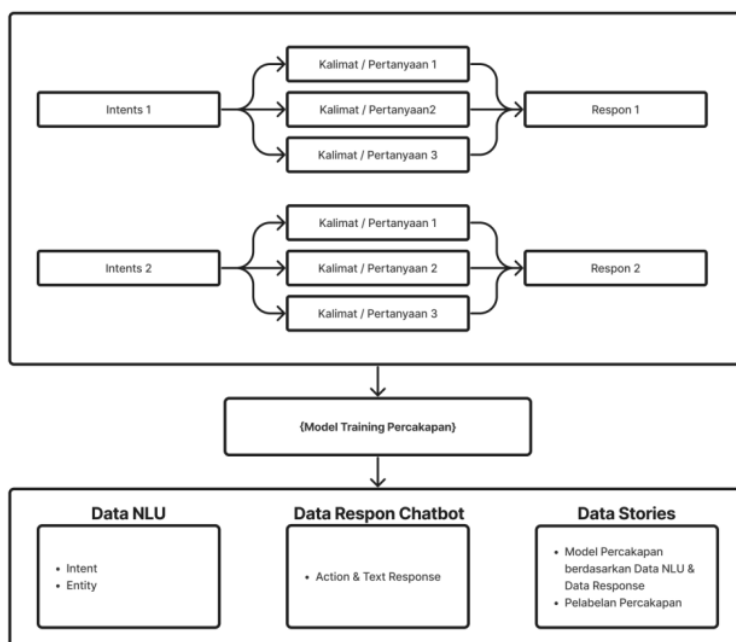 Kalimat / Pertanyaan 1
Intents 1
Kalimat / Pertanyaan2
Respon 1
Kalimat / Pertanyaan 3
Kalimat / Pertanyaan 1
Intents 2
Kalimat / Pertanyaan 2
Respon 2
Kalimat / Pertanyaan 3
{Model Training Percakapan}
Data NLU
• Intent
• Entity
Data Respon Chatbot
• Action & Text Response
Data Stories
• Model Percakapan
berdasarkan Data NLU &
Data Response
• Pelabelan Percakapan